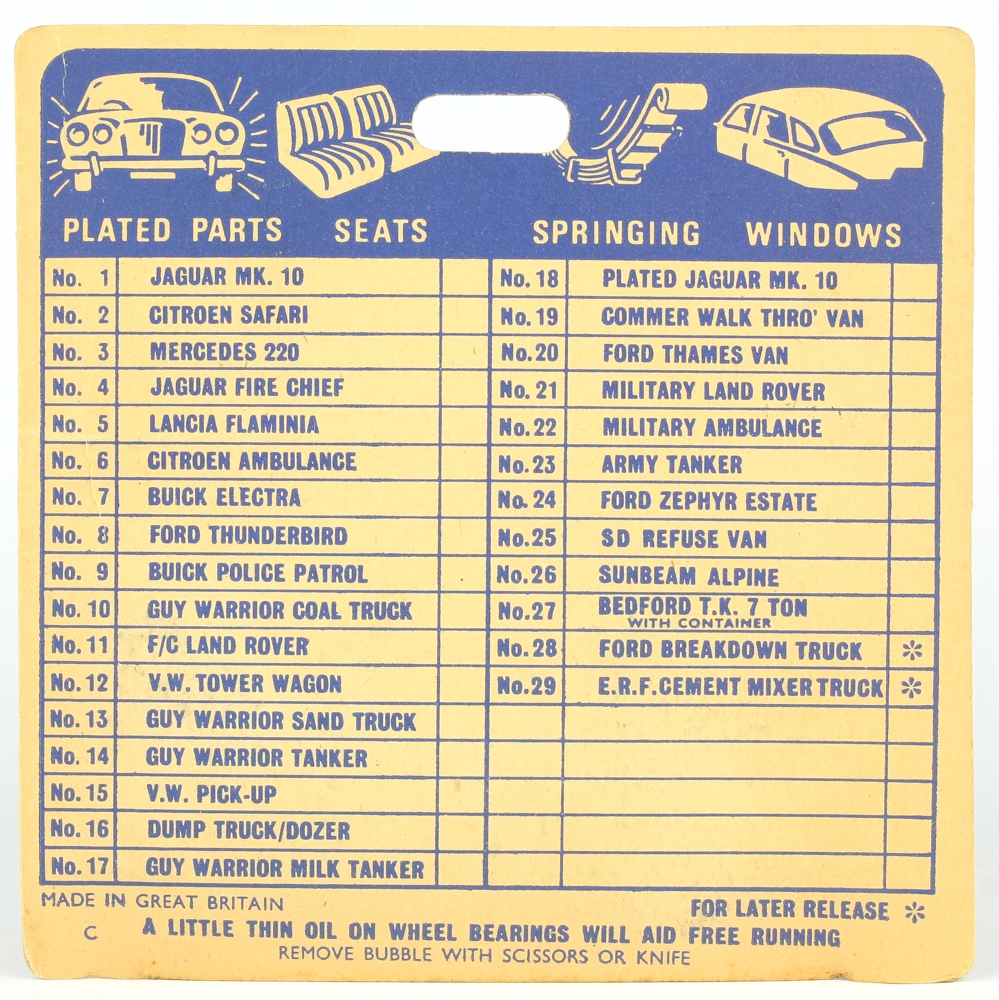 PLATED PARTS SEATS SPRINGING WINDOWS
No. 1 JAGUAR MK. 10
No. 2 CITROEN SAFARI
No. 3 MERCEDES 220
No. 4 JAGUAR FIRE CHIEF
No. 5 LANCIA FLAMINIA
No. 6 CITROEN AMBULANCE
No. 7 BUICK ELECTRA
No. 8 FORD THUNDERBIRD
No. 9 BUICK POLICE PATROL
No. 10 GUY WARRIOR COAL TRUCK
No. 11 F/C LAND ROVER
No. 12 V.W. TOWER WAGON
No. 13 GUY WARRIOR SAND TRUCK
No. 14 GUY WARRIOR TANKER
No. 15 V.W. PICK-UP
No. 16 DUMP TRUCK/DOZER
No. 17 GUY WARRIOR MILK TANKER
No. 18 PLATED JAGUAR MK. 10
No. 19 COMMER WALK THRO' VAN
No. 20 FORD THAMES VAN
No. 21 MILITARY LAND ROVER
No. 22 MILITARY AMBULANCE
No. 23 ARMY TANKER
No. 24 FORD ZEPHYR ESTATE
No. 25 SD REFUSE VAN
No. 26 SUNBEAM ALPINE
No. 27 BEDFORD T.K. 7 TON
WITH CONTAINER
No. 28 FORD BREAKDOWN TRUCK *
No. 29 E.R.F. CEMENT MIXER TRUCK *
MADE IN GREAT BRITAIN
FOR LATER RELEASE *
C A LITTLE THIN OIL ON WHEEL BEARINGS WILL AID FREE RUNNING
REMOVE BUBBLE WITH SCISSORS OR KNIFE